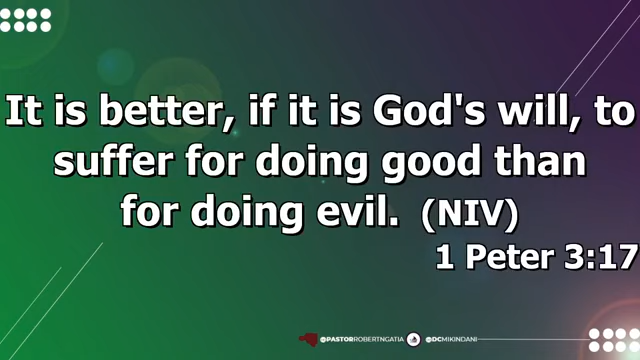 It is better, if it is God's will, to
suffer for doing good than
for doing evil. (NIV)
1 Peter 3:17
@PASTORROBERTNGATIA @DCMIKINDANI